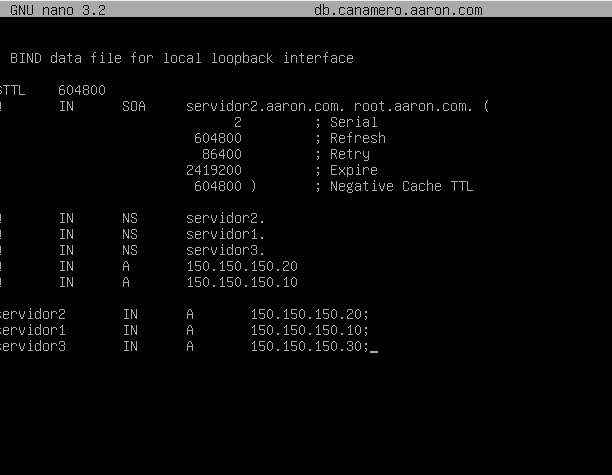 GNU nano 3.2 db.canamero.aaron.com
BIND data file for local loopback interface
TTL 604800
IN SOA servidor2.aaron.com. root.aaron.com. (
2 ; Serial
604800 ; Refresh
86400 ; Retry
2419200 ; Expire
604800 ) ; Negative Cache TTL
IN NS servidor2.
IN NS servidor1.
IN NS servidor3.
IN A 150.150.150.20
IN A 150.150.150.10
servidor2 IN A 150.150.150.20;
servidor1 IN A 150.150.150.10;
servidor3 IN A 150.150.150.30;_